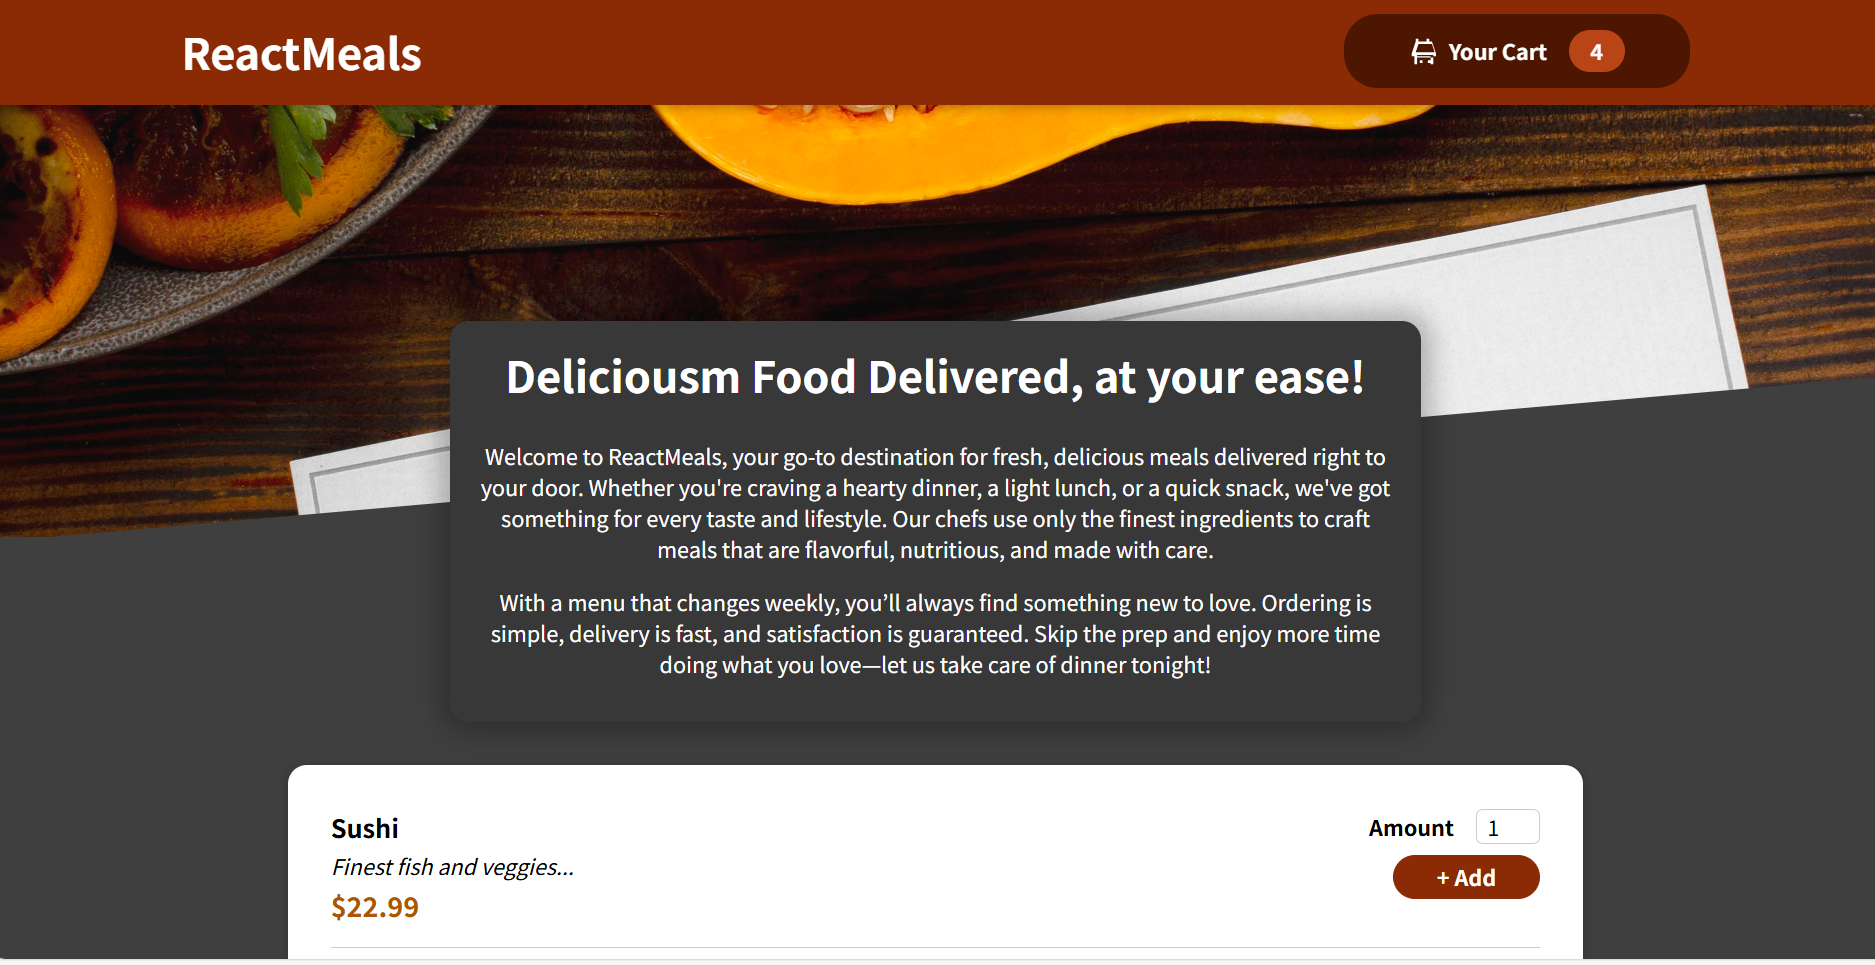 ReactMeals
Your Cart 4
Deliciousm Food Delivered, at your ease!
Welcome to ReactMeals, your go-to destination for fresh, delicious meals delivered right to
your door. Whether you're craving a hearty dinner, a light lunch, or a quick snack, we've got
something for every taste and lifestyle. Our chefs use only the finest ingredients to craft
meals that are flavorful, nutritious, and made with care.
With a menu that changes weekly, you’ll always find something new to love. Ordering is
simple, delivery is fast, and satisfaction is guaranteed. Skip the prep and enjoy more time
doing what you love—let us take care of dinner tonight!
Sushi
Finest fish and veggies...
$22.99
Amount 1
+ Add